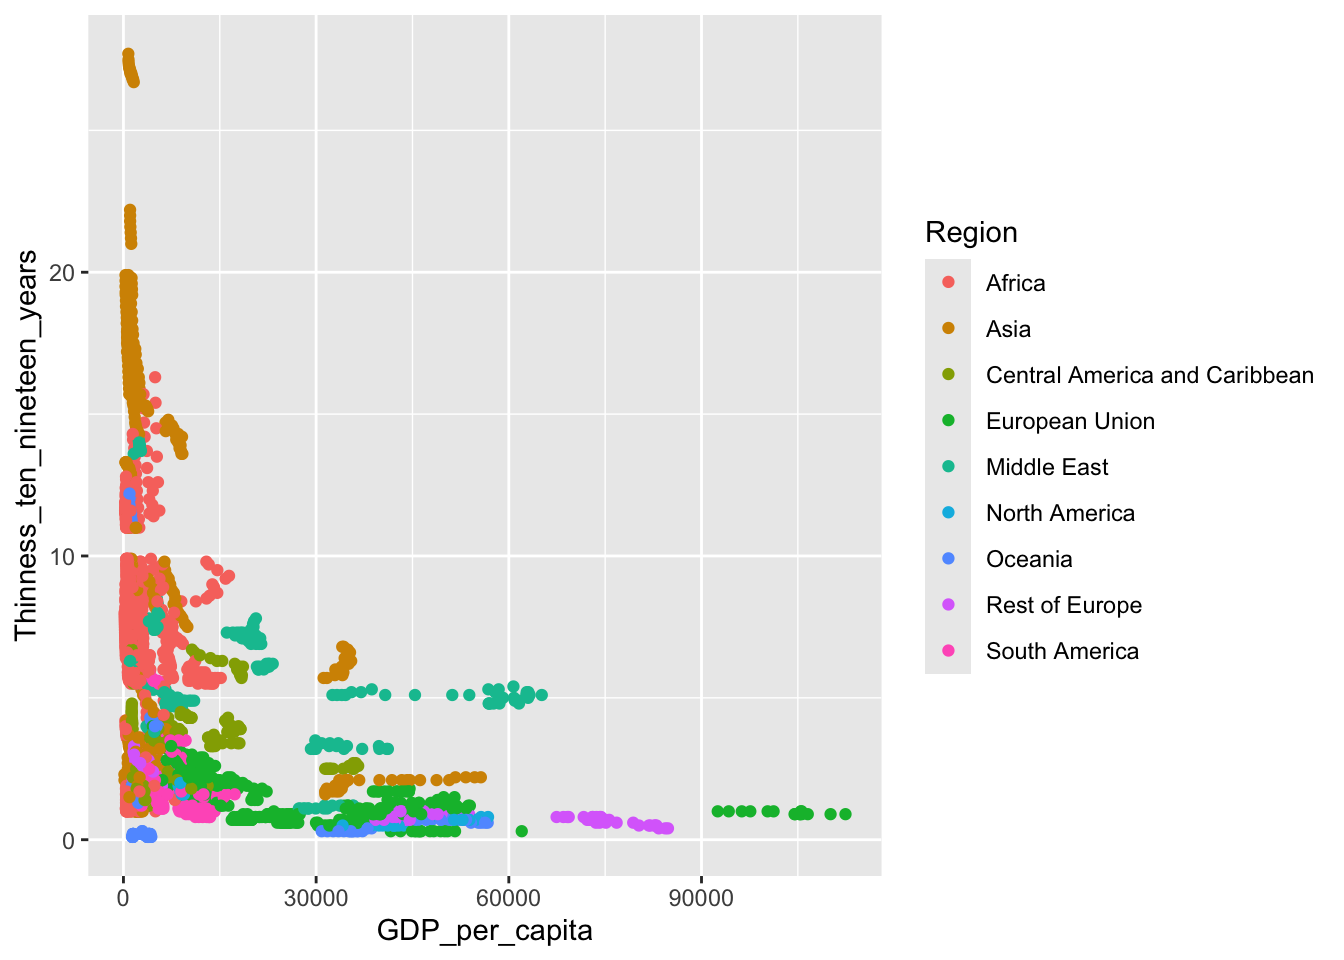 20
10
0
Thinness_ten_nineteen_years
0 30000 60000 90000
GDP_per_capita
Region
Africa
Asia
Central America and Caribbean
European Union
Middle East
North America
Oceania
Rest of Europe
South America